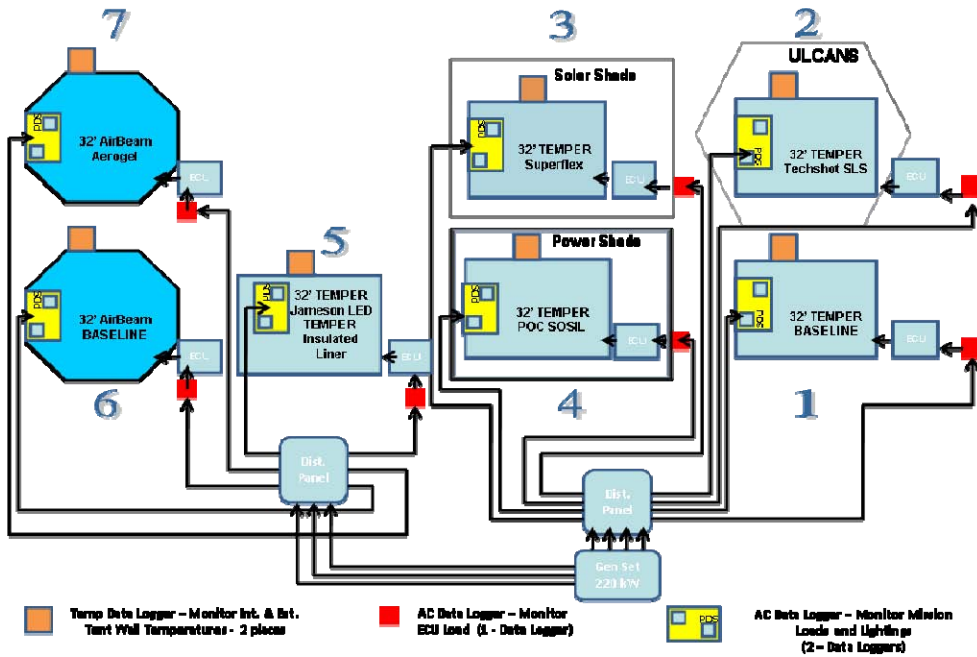 7
3
2
Solar Shade
ULCANS
PDS
32' AirBeam
Aerogel
ECU
32' TEMPER
Superflex
ECU
32' TEMPER
Techshot SLS
ECU
5
Power Shade
PDS
32' AirBeam
BASELINE
ECU
PDS
32' TEMPER
Jameson LED
TEMPER
Insulated
Liner
ECU
PDS
32' TEMPER
POC SOSIL
ECU
32' TEMPER
BASELINE
ECU
6
4
1
Dist.
Panel
Dist.
Panel
Gen Set
220 kW
Temp Data Logger – Monitor Int. & Ext.
Tent Wall Temperatures - 2 pieces
AC Data Logger – Monitor
ECU Load (1 - Data Logger)
PDS
AC Data Logger – Monitor Mission
Loads and Lightings
(2 – Data Loggers)